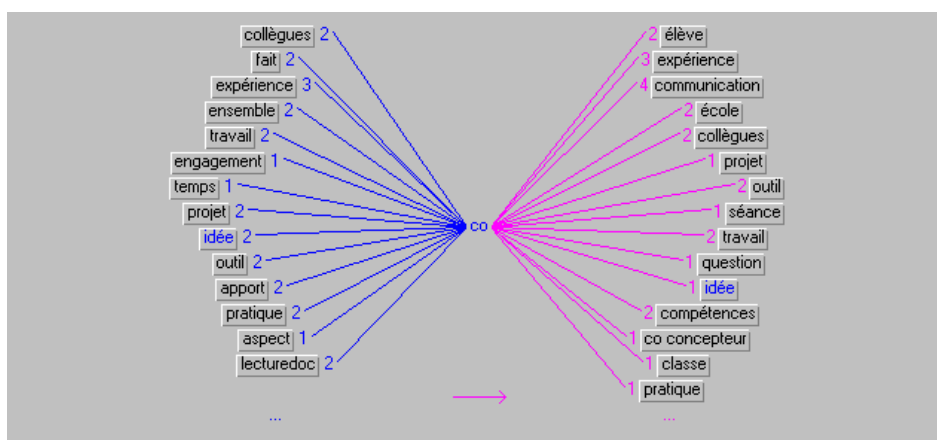 collègues 2
fait 2
expérience 3
ensemble 2
travail 2
engagement 1
temps 1
projet 2
idée 2
outil 2
apport 2
pratique 2
aspect 1
lecturedoc 2
...
co
2 élève
3 expérience
4 communication
2 école
2 collègues
1 projet
2 outil
1 séance
2 travail
1 question
1 idée
2 compétences
1 co concepteur
1 classe
1 pratique
...